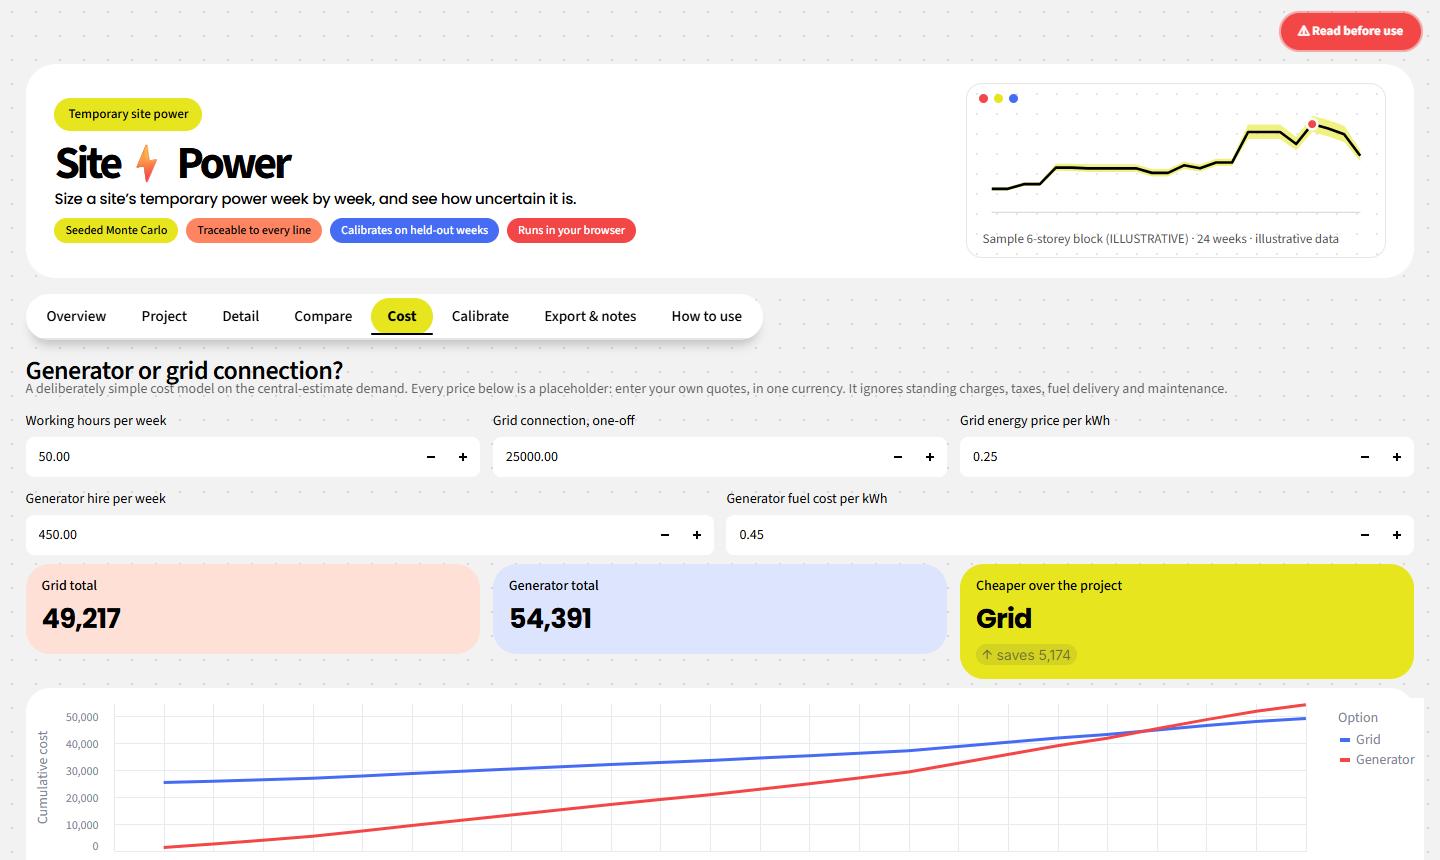 ⚠ Read before use
Temporary site power
Site ⚡ Power
Size a site's temporary power week by week, and see how uncertain it is.
Seeded Monte Carlo
Traceable to every line
Calibrates on held-out weeks
Runs in your browser
Sample 6-storey block (ILLUSTRATIVE) · 24 weeks · illustrative data
Overview
Project
Detail
Compare
Cost
Calibrate
Export & notes
How to use
Generator or grid connection?
A deliberately simple cost model on the central-estimate demand. Every price below is a placeholder: enter your own quotes, in one currency. It ignores standing charges, taxes, fuel delivery and maintenance.
Working hours per week
Grid connection, one-off
Grid energy price per kWh
50.00
25000.00
0.25
Generator hire per week
Generator fuel cost per kWh
450.00
0.45
Grid total
49,217
Generator total
54,391
Cheaper over the project
Grid
↑ saves 5,174
Cumulative cost
50,000
40,000
30,000
20,000
10,000
0
Option
Grid
Generator